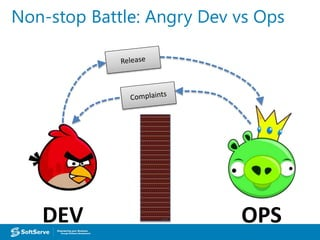 Non-stop Battle: Angry Dev vs Ops
Release
Complaints
DEV
OPS
SoftServe